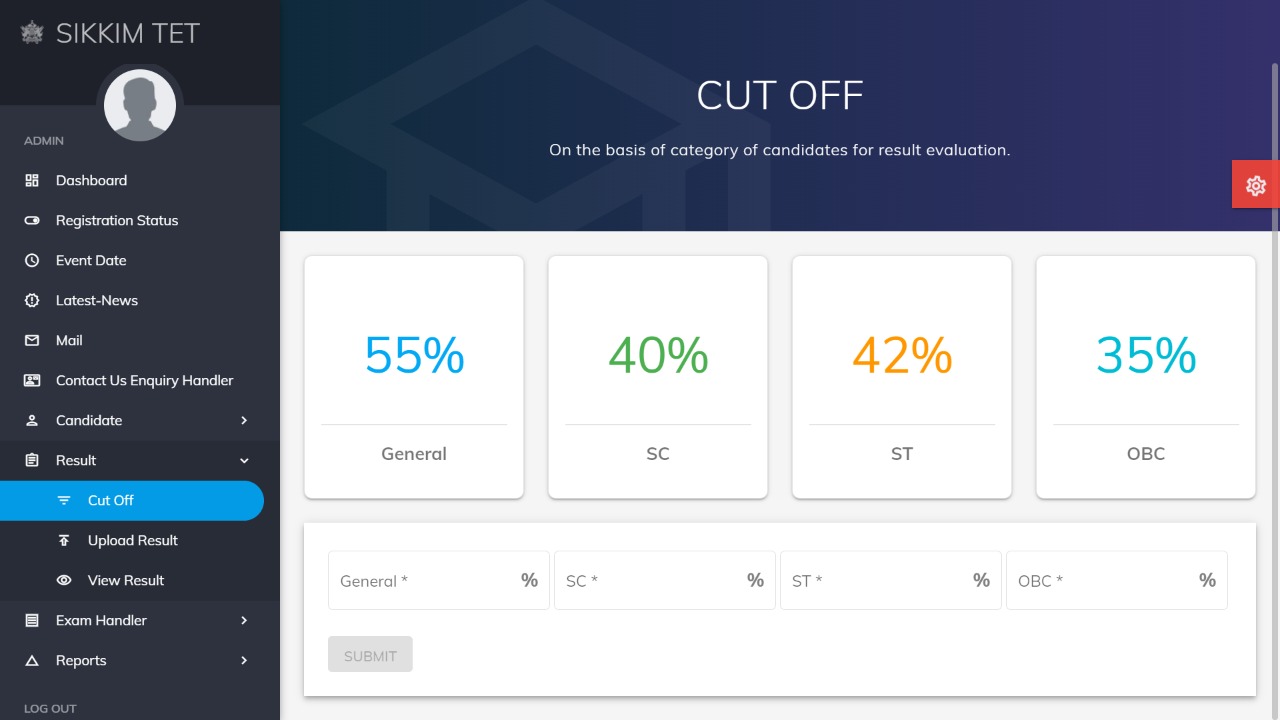 SIKKIM TET
ADMIN
Dashboard
Registration Status
Event Date
Latest-News
Mail
Contact Us Enquiry Handler
Candidate
Result
Cut Off
Upload Result
View Result
Exam Handler
Reports
LOG OUT
CUT OFF
On the basis of category of candidates for result evaluation.
55%
General
40%
SC
42%
ST
35%
OBC
General * %
SC * %
ST * %
OBC * %
SUBMIT